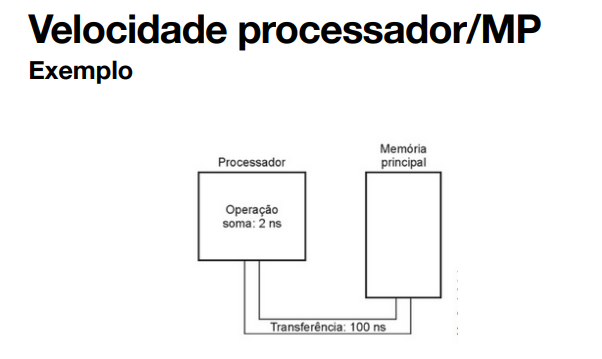 Velocidade processador/MP
Exemplo
Processador
Memória
principal
Operação
soma: 2 ns
Transferência: 100 ns